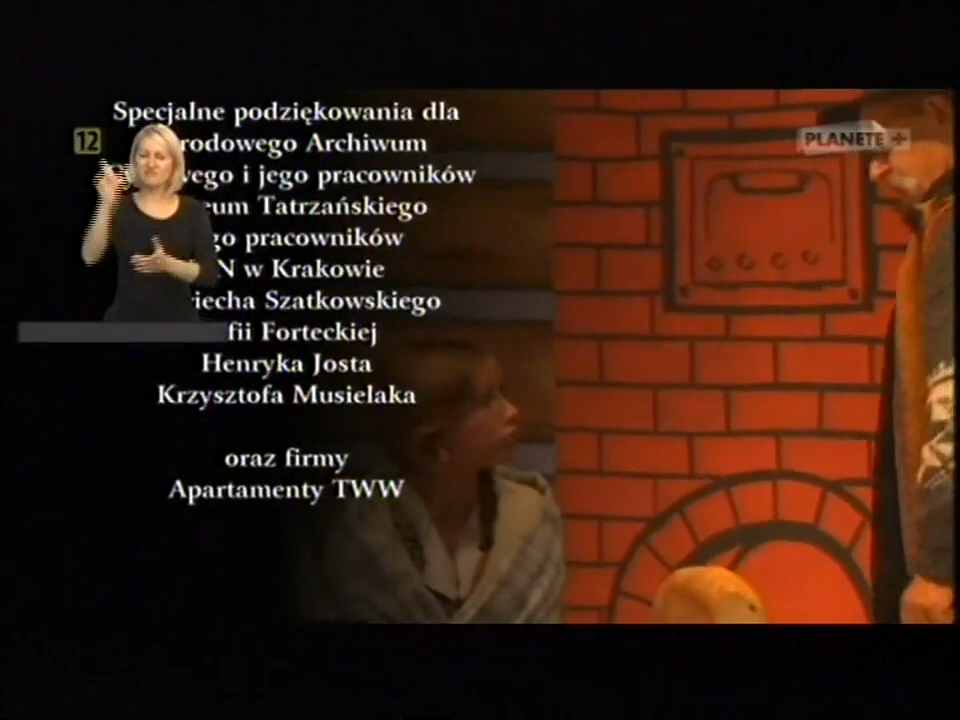 Specjalne podziękowania dla
12
rodowego Archiwum
PLANETE +
wego i jego pracowników
eum Tatrzańskiego
go pracowników
N w Krakowie
iecha Szatkowskiego
fii Forteckiej
Henryka Josta
Krzysztofa Musielaka
oraz firmy
Apartamenty TWW